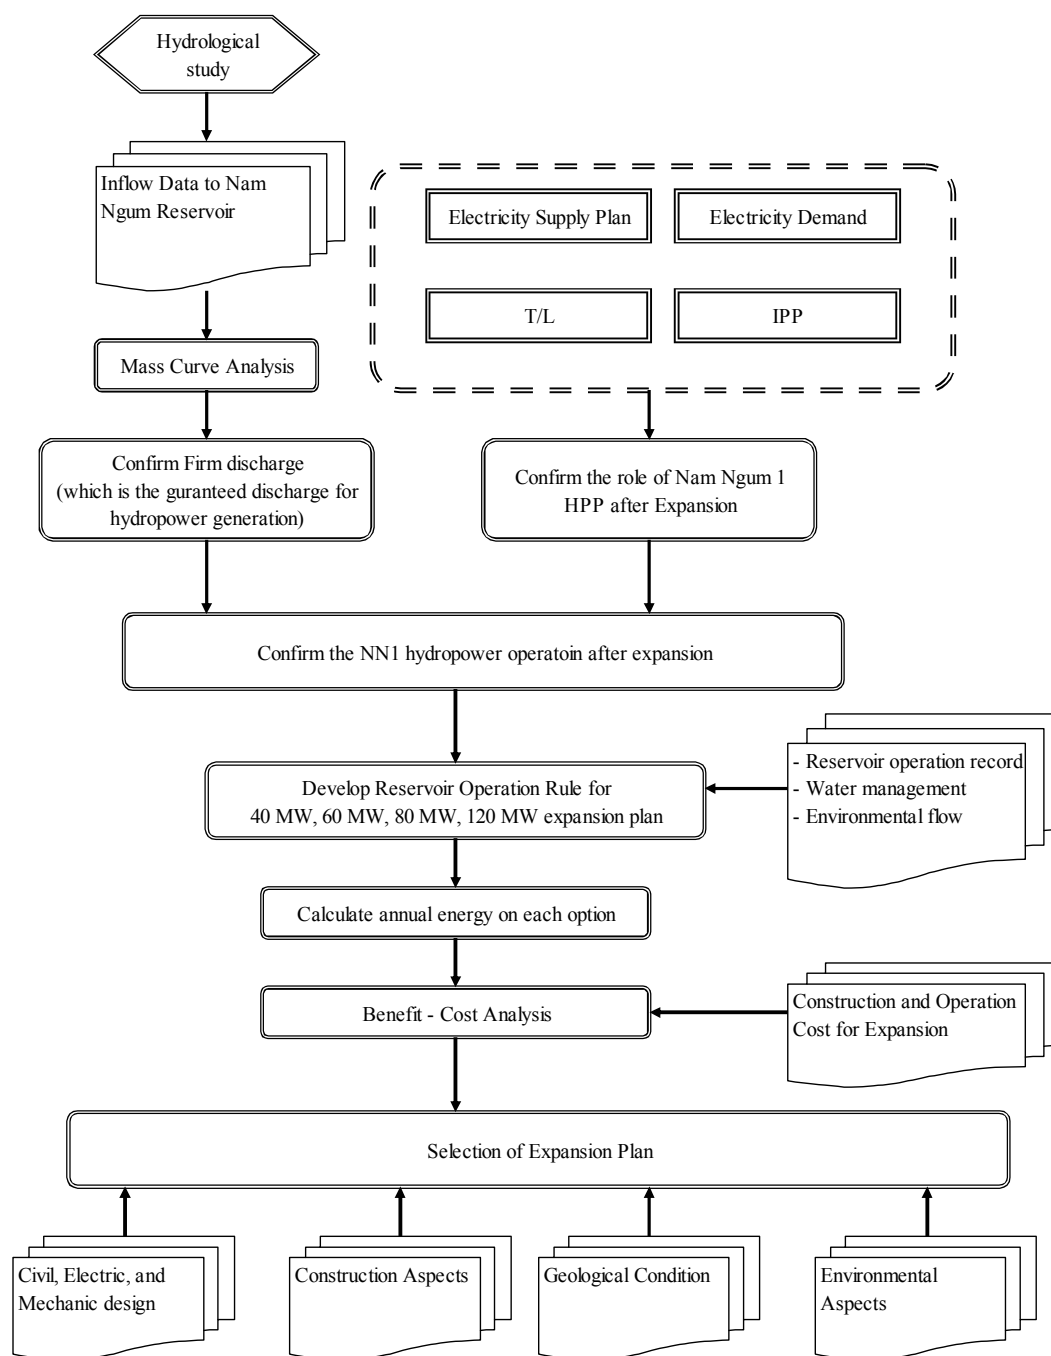 Hydrological
study
Inflow Data to Nam
Ngum Reservoir
Electricity Supply Plan
Electricity Demand
T/L
IPP
Mass Curve Analysis
Confirm Firm discharge
(which is the guranteed discharge for
hydropower generation)
Confirm the role of Nam Ngum 1
HPP after Expansion
Confirm the NN1 hydropower operatoin after expansion
Develop Reservoir Operation Rule for
40 MW, 60 MW, 80 MW, 120 MW expansion plan
- Reservoir operation record
- Water management
- Environmental flow
Calculate annual energy on each option
Benefit - Cost Analysis
Construction and Operation
Cost for Expansion
Selection of Expansion Plan
Civil, Electric, and
Mechanic design
Construction Aspects
Geological Condition
Environmental
Aspects